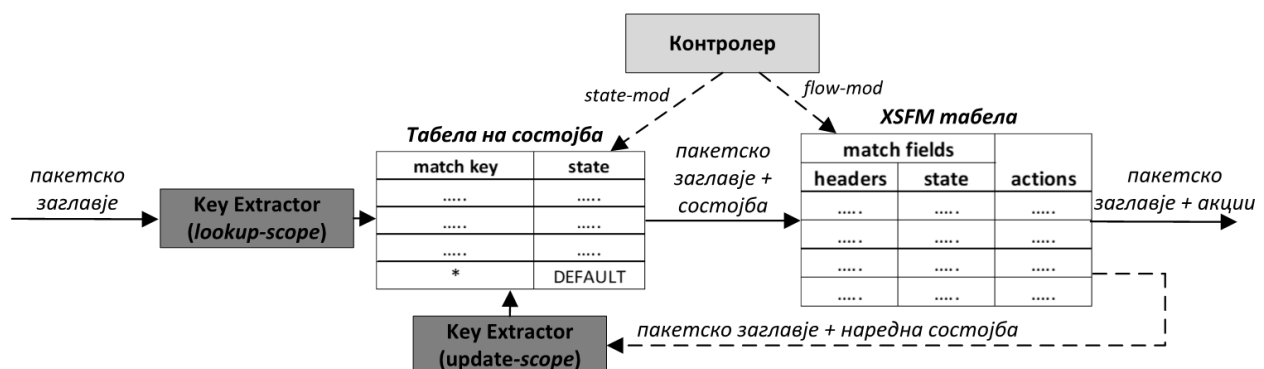 Контролер
state-mod
flow-mod
Табела на состојба
XSFM табела
пакетско
заглавје
Key Extractor
(lookup-scope)
match key state
..... .....
..... .....
..... .....
* DEFAULT
пакетско
заглавје +
состојба
match fields
headers state actions
..... ..... .....
..... ..... .....
..... ..... .....
..... ..... .....
пакетско
заглавје + акции
Key Extractor
(update-scope)
пакетско заглавје + наредна состојба